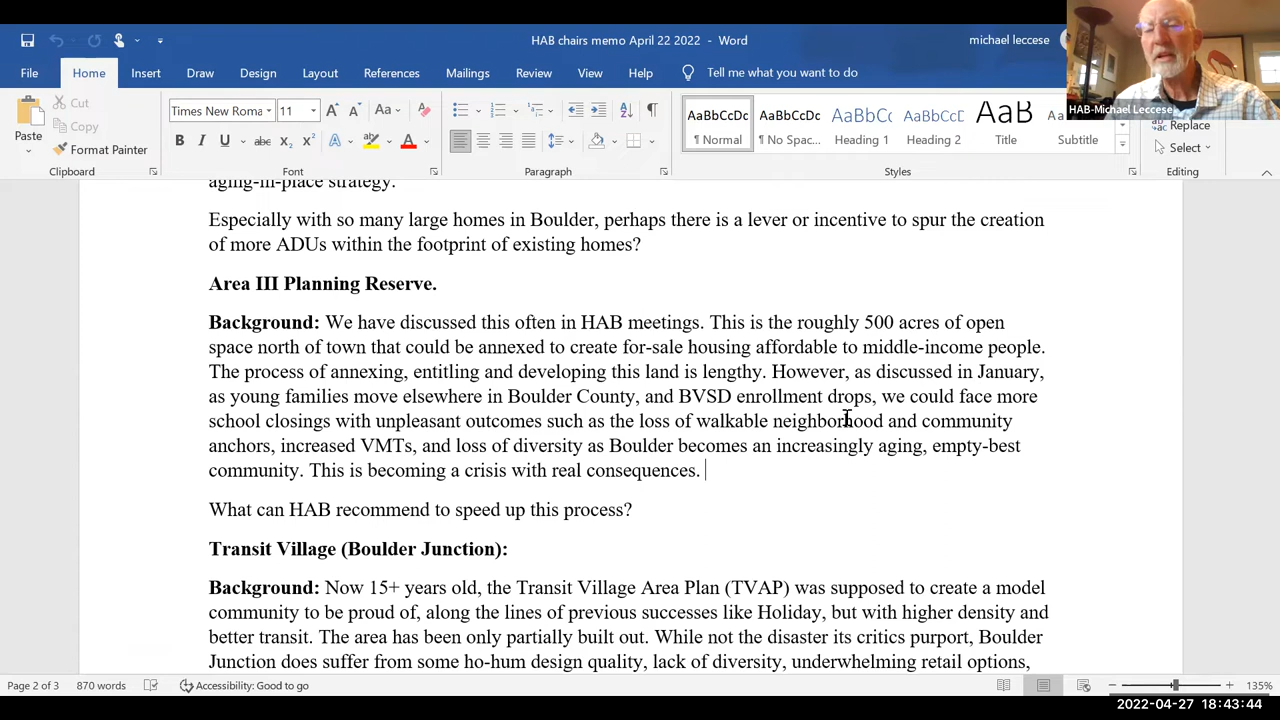 HAB chairs memo April 22 2022 - Word
michael leccese
File Home Insert Draw Design Layout References Mailings Review View Help Tell me what you want to do
HAB-Michael Leccese
Paste
Cut
Copy
Format Painter
Clipboard
Times New Roma 11
Font
Paragraph
AaBbCcDc
¶ Normal
AaBbCcDc
¶ No Spac...
AaBbCc
Heading 1
AaBbCcD
Heading 2
AaB
Title
Subtitle
Styles
Replace
Select
Editing
aging-in-place strategy.
Especially with so many large homes in Boulder, perhaps there is a lever or incentive to spur the creation
of more ADUs within the footprint of existing homes?
Area III Planning Reserve.
Background: We have discussed this often in HAB meetings. This is the roughly 500 acres of open
space north of town that could be annexed to create for-sale housing affordable to middle-income people.
The process of annexing, entitling and developing this land is lengthy. However, as discussed in January,
as young families move elsewhere in Boulder County, and BVSD enrollment drops, we could face more
school closings with unpleasant outcomes such as the loss of walkable neighborhood and community
anchors, increased VMTs, and loss of diversity as Boulder becomes an increasingly aging, empty-best
community. This is becoming a crisis with real consequences.
What can HAB recommend to speed up this process?
Transit Village (Boulder Junction):
Background: Now 15+ years old, the Transit Village Area Plan (TVAP) was supposed to create a model
community to be proud of, along the lines of previous successes like Holiday, but with higher density and
better transit. The area has been only partially built out. While not the disaster its critics purport, Boulder
Junction does suffer from some ho-hum design quality, lack of diversity, underwhelming retail options,
Page 2 of 3 870 words Accessibility: Good to go 135%
2022-04-27 18:43:44